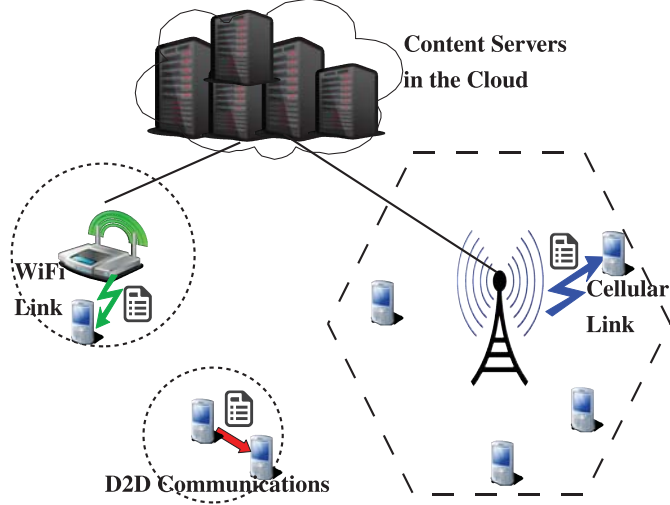 Content Servers
in the Cloud
WiFi
Link
Cellular
Link
D2D Communications